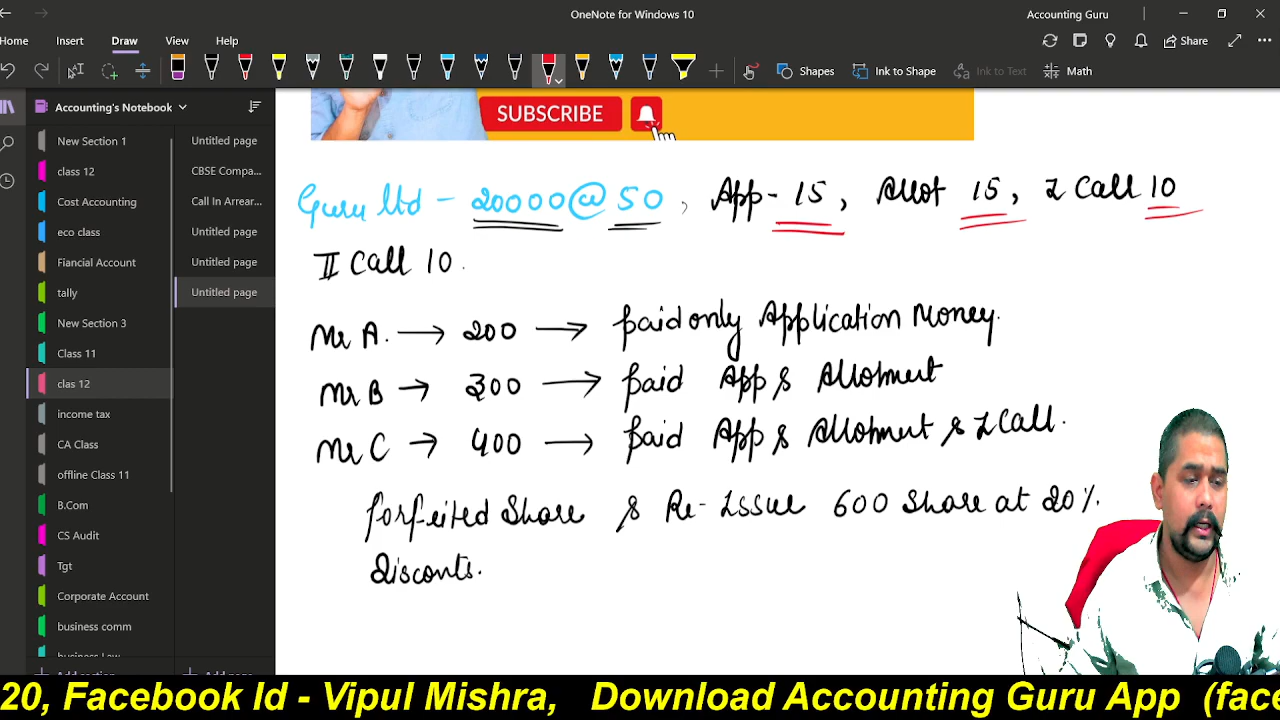 OneNote for Windows 10
Accounting Guru
Home Insert Draw View Help
Share
Shapes Ink to Shape Ink to Text Math
Accounting's Notebook
New Section 1
class 12
Cost Accounting
eco class
Fiancial Account
tally
New Section 3
Class 11
clas 12
income tax
CA Class
offline Class 11
B.Com
CS Audit
Tgt
Corporate Account
business comm
business Law
Add section
Untitled page
CBSE Compa...
Call In Arrear...
Untitled page
Untitled page
Untitled page
Add page
SUBSCRIBE
Guru ltd - 20000 @ 50, App - 15, Allot 15, I Call 10
II Call 10.
Mr A. → 200 → paid only Application Money.
Mr B → 300 → paid App & Allotment
Mr C → 400 → paid App & Allotment & I Call.
forfeited Share & Re-Issue 600 Share at 20%.
Disconts.
20, Facebook Id - Vipul Mishra, Download Accounting Guru App (face